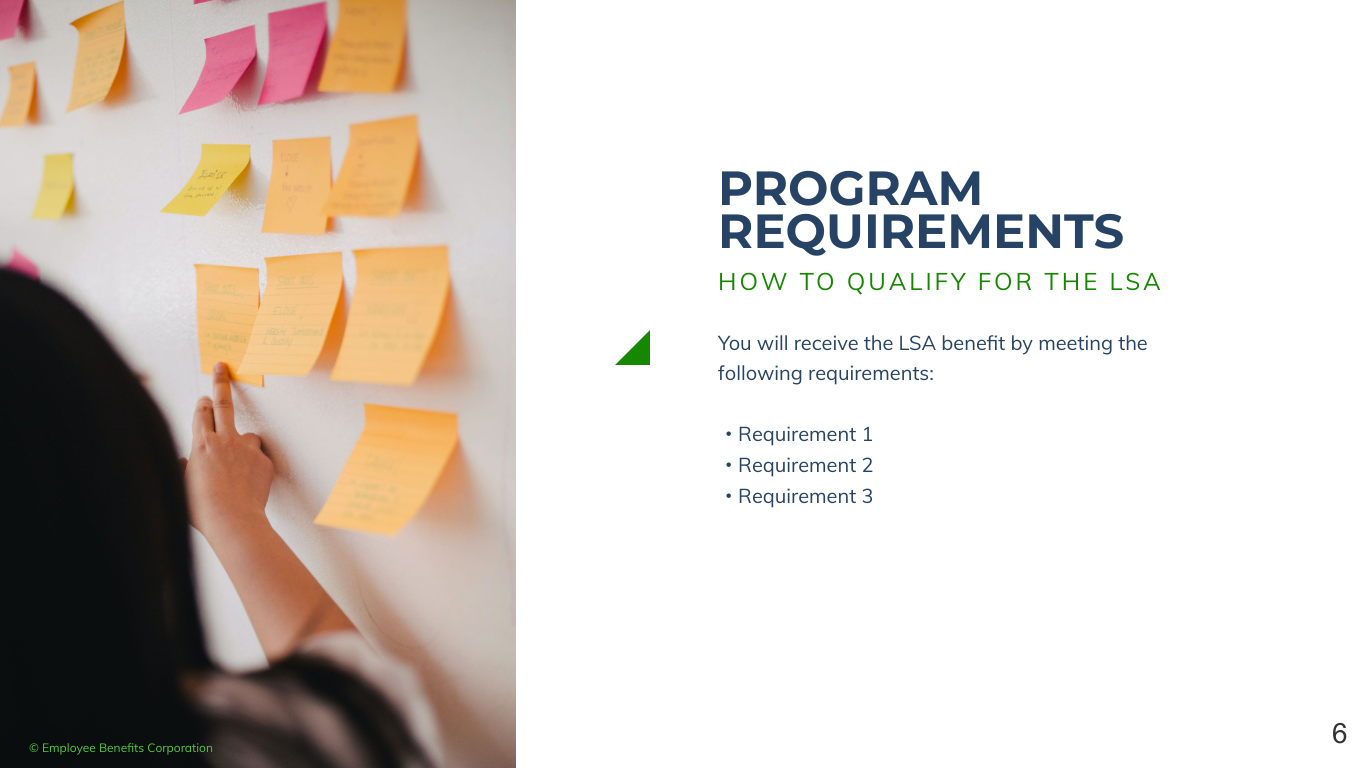 PROGRAM
REQUIREMENTS
HOW TO QUALIFY FOR THE LSA
You will receive the LSA benefit by meeting the
following requirements:
• Requirement 1
• Requirement 2
• Requirement 3
© Employee Benefits Corporation
6